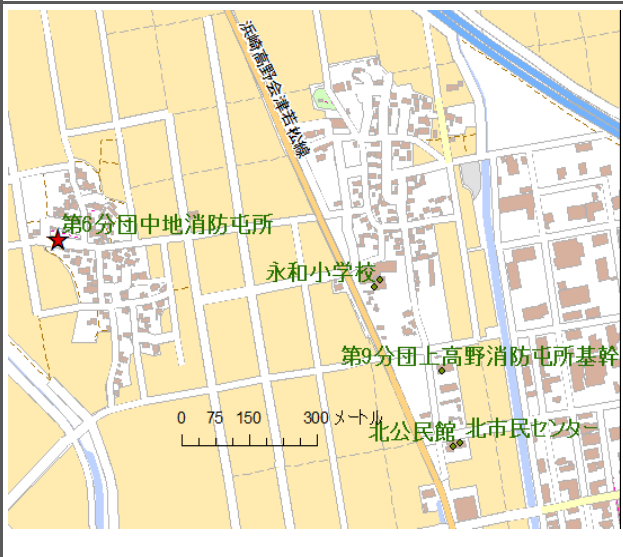 浜崎高野会津若松線
第6分団中地消防屯所
永和小学校
第9分団上高野消防屯所基幹
0 75 150 300 メートル
北公民館
北市民センター